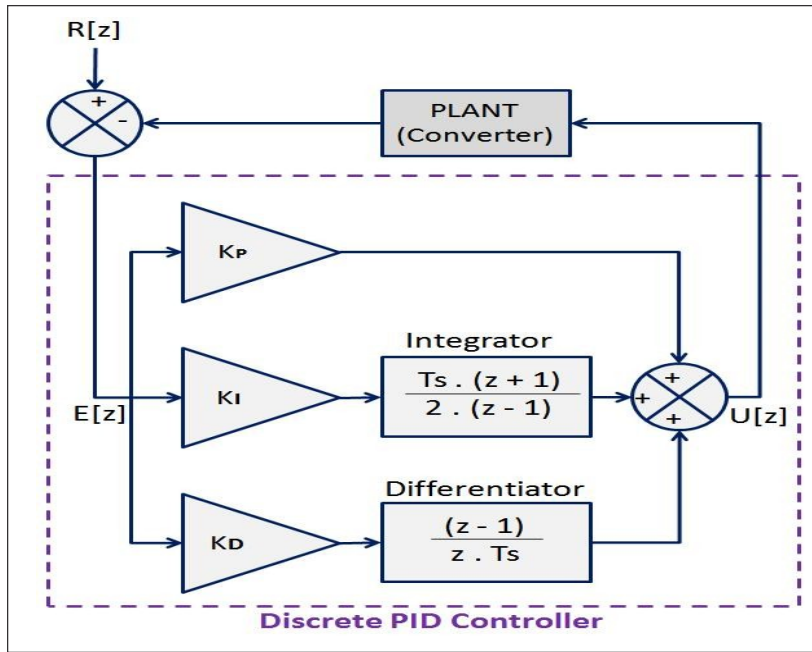 R[z]
+
-
PLANT
(Converter)
KP
Integrator
KI
Ts . (z + 1)
2 . (z - 1)
+
+
+
E[z]
U[z]
Differentiator
KD
(z - 1)
z . Ts
Discrete PID Controller